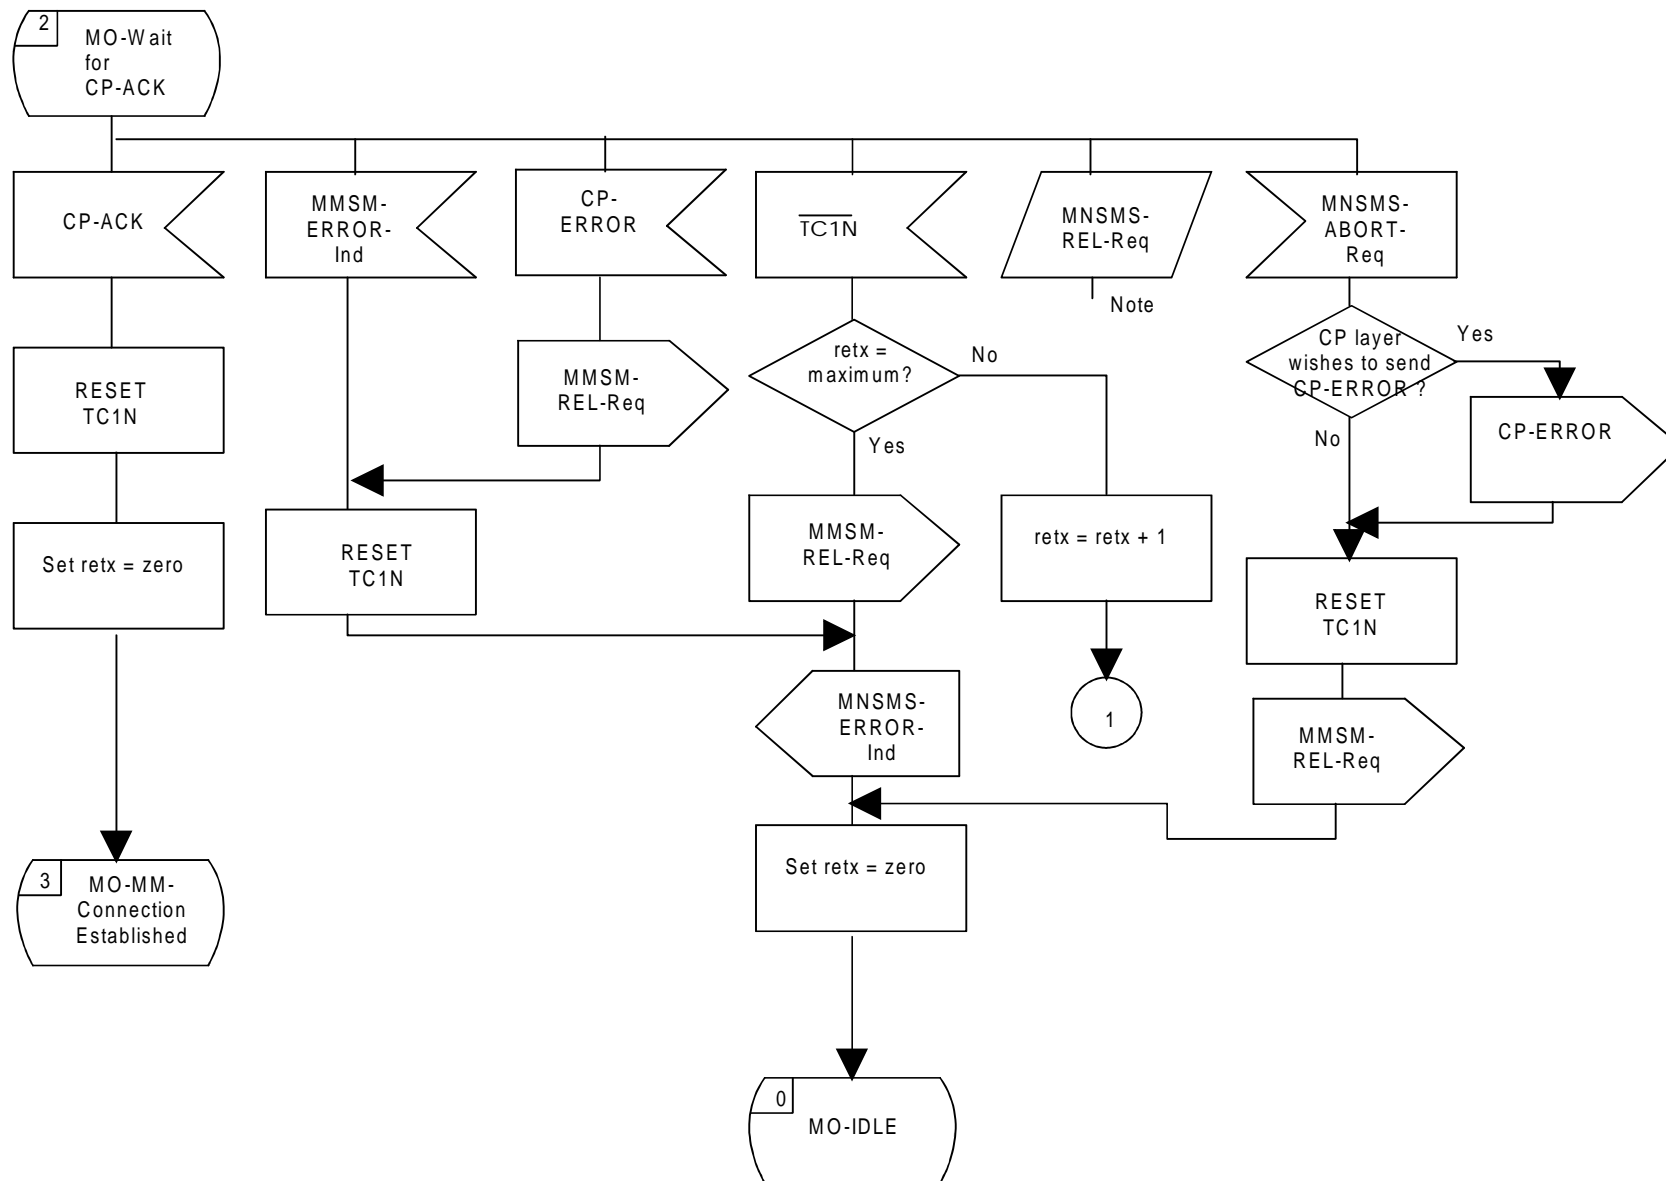 2
MO-Wait
for
CP-ACK
CP-ACK
MMSM-
ERROR-
Ind
CP-
ERROR
TC1N
MNSMS-
REL-Req
Note
MNSMS-
ABORT-
Req
RESET
TC1N
MMSM-
REL-Req
retx =
maximum?
No
Yes
CP layer
wishes to send
CP-ERROR ?
Yes
No
CP-ERROR
Set retx = zero
RESET
TC1N
MMSM-
REL-Req
retx = retx + 1
RESET
TC1N
MNSMS-
ERROR-
Ind
1
MMSM-
REL-Req
Set retx = zero
3
MO-MM-
Connection
Established
0
MO-IDLE